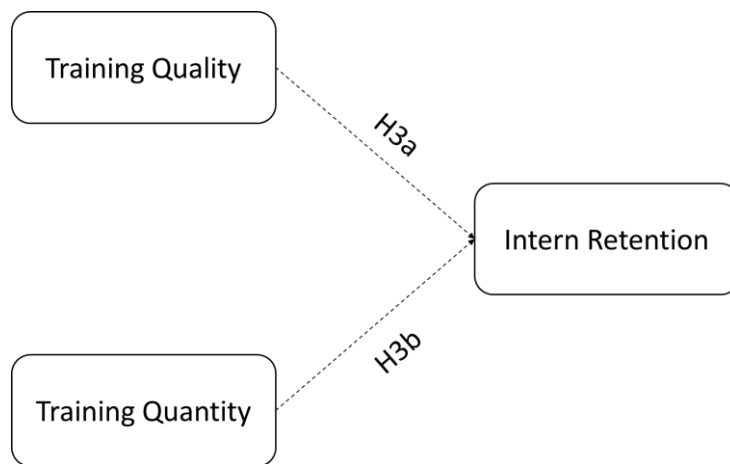 Training Quality
H3a
Intern Retention
H3b
Training Quantity